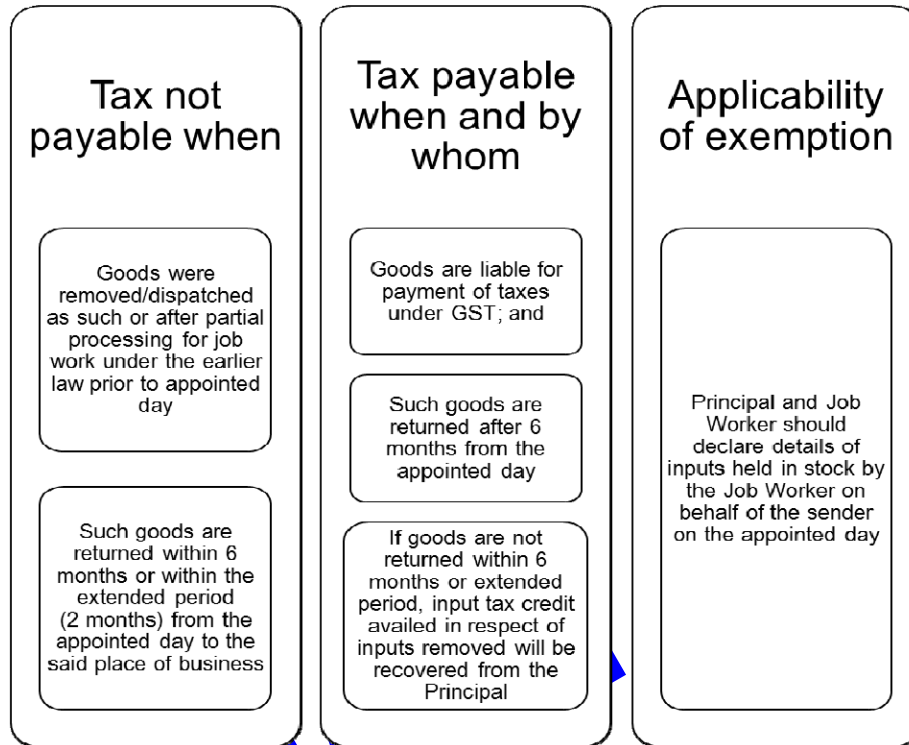 Tax not
payable when
Goods were
removed/dispatched
as such or after partial
processing for job
work under the earlier
law prior to appointed
day
Such goods are
returned within 6
months or within the
extended period
(2 months) from the
appointed day to the
said place of business
Tax payable
when and by
whom
Goods are liable for
payment of taxes
under GST; and
Such goods are
returned after 6
months from the
appointed day
If goods are not
returned within 6
months or extended
period, input tax credit
availed in respect of
inputs removed will be
recovered from the
Principal
Applicability
of exemption
Principal and Job
Worker should
declare details of
inputs held in stock by
the Job Worker on
behalf of the sender
on the appointed day